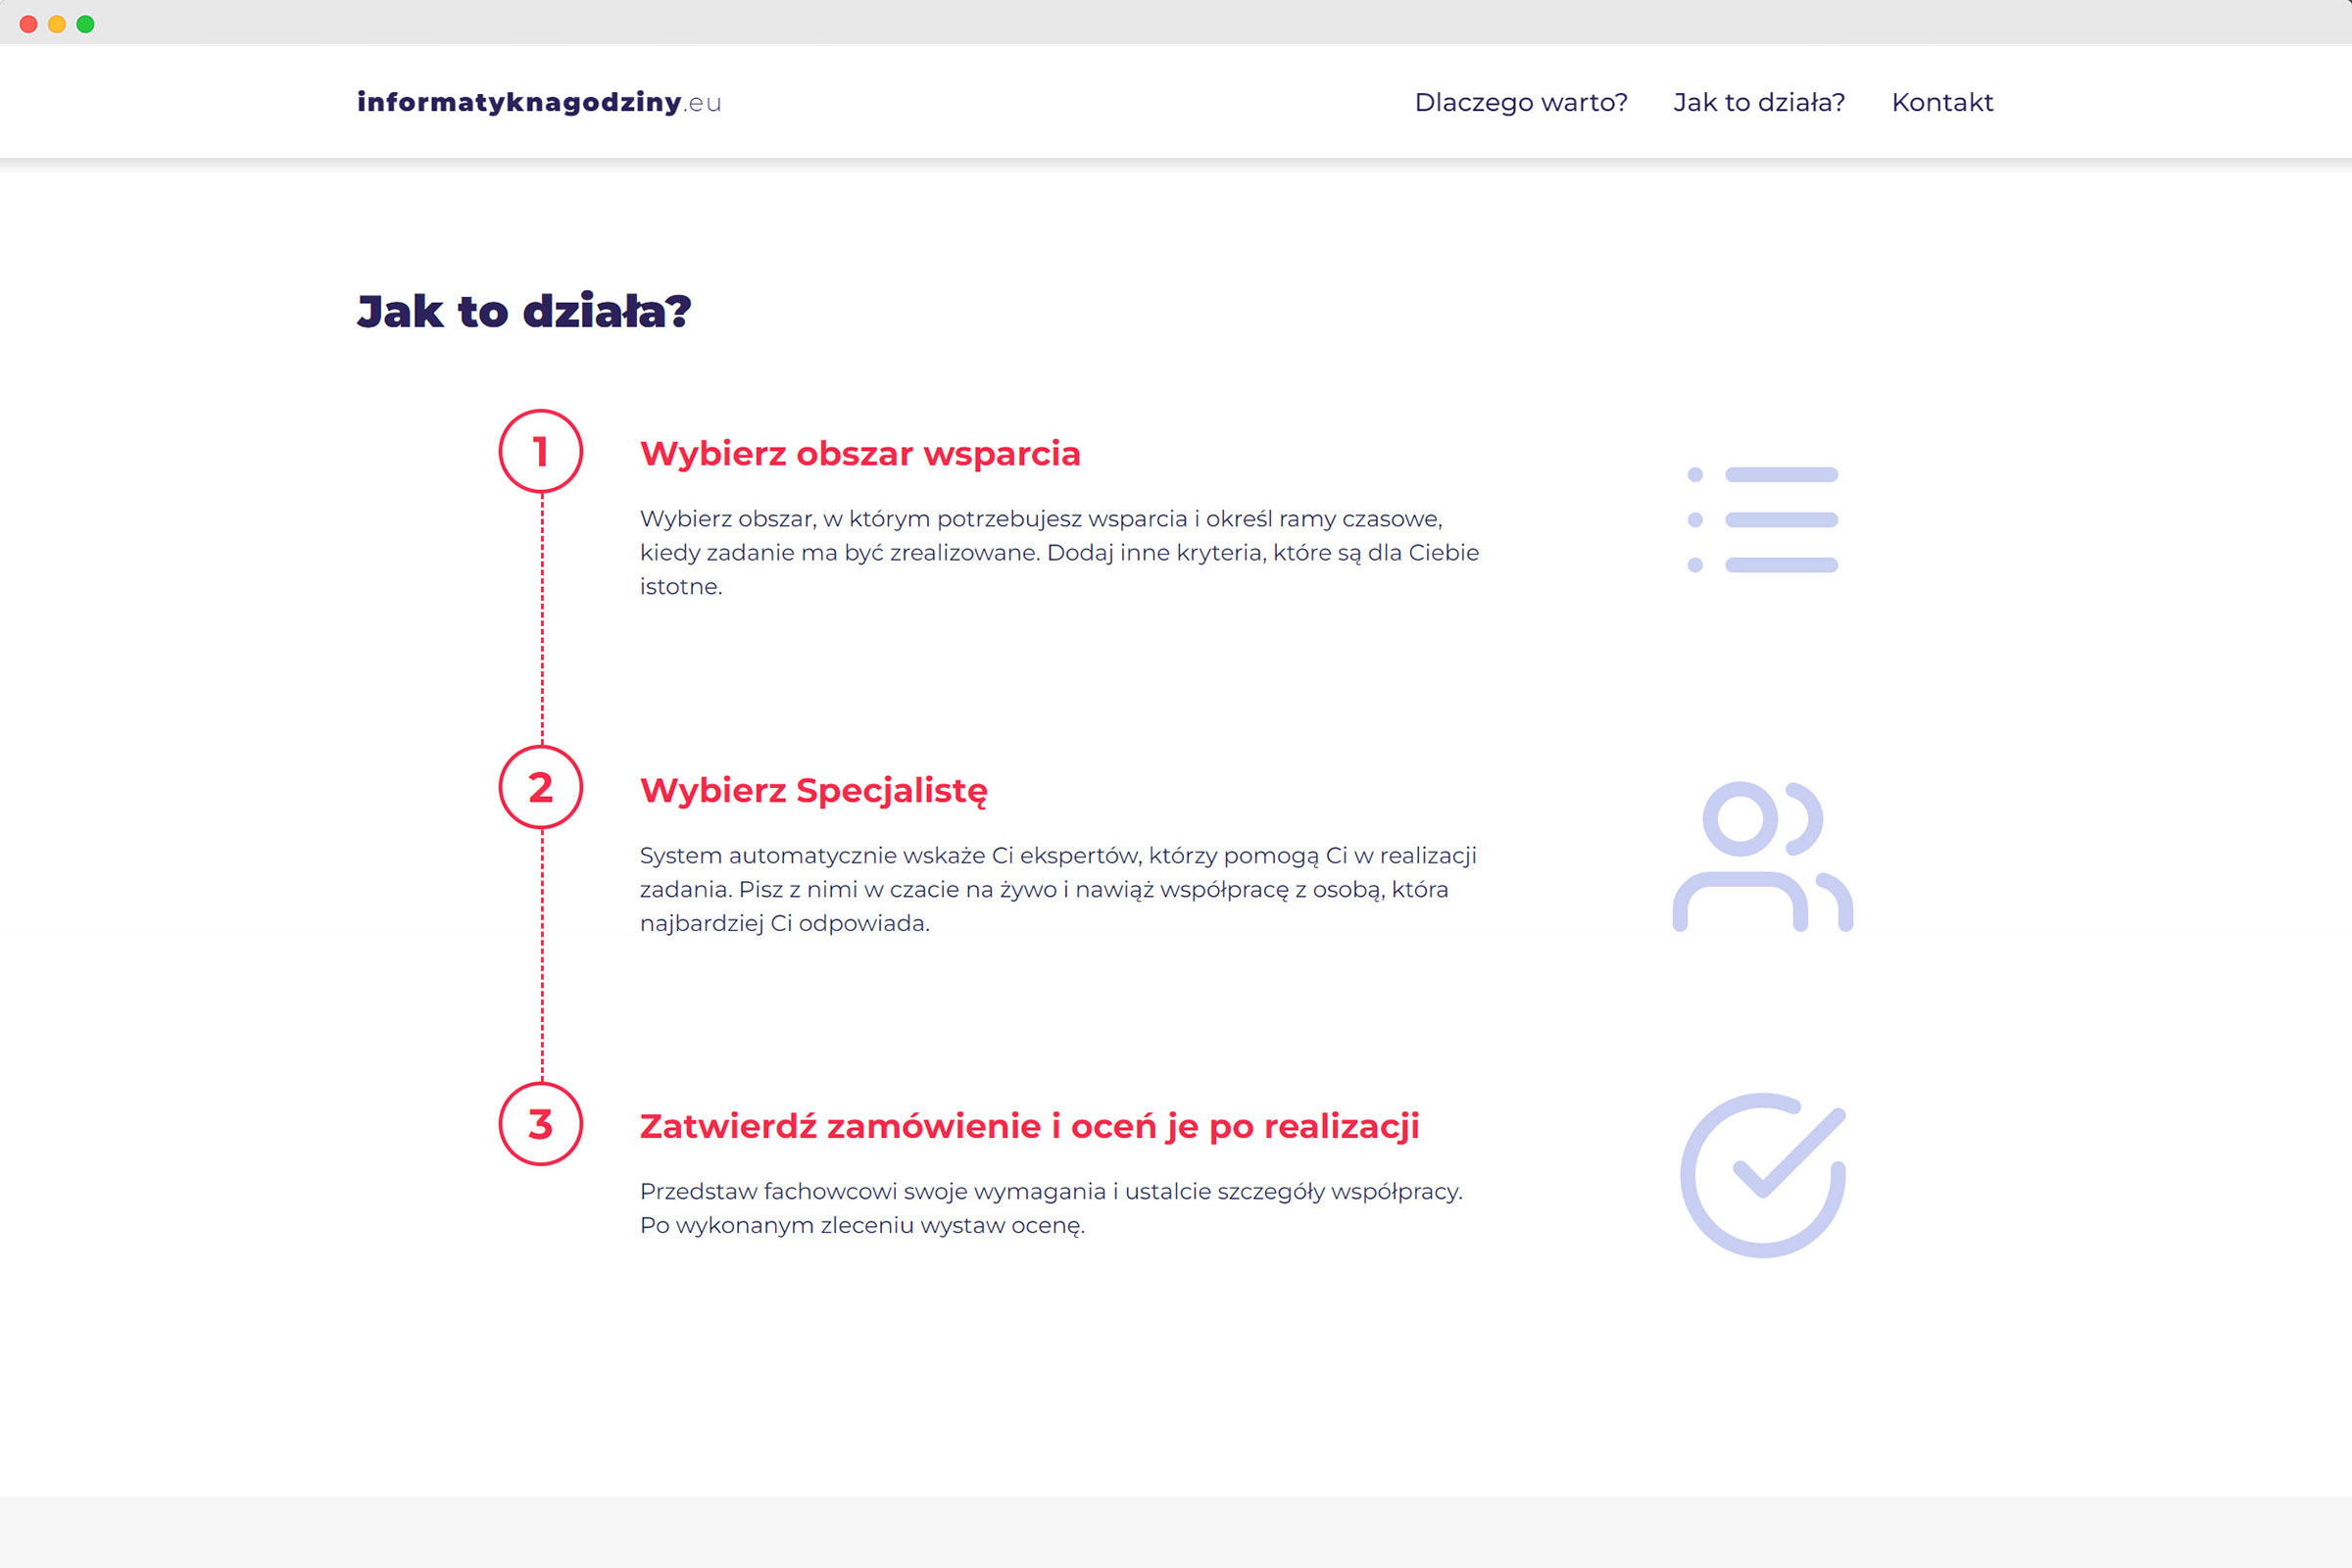 informatyknagodziny.eu
Dlaczego warto? Jak to działa? Kontakt
Jak to działa?
1
Wybierz obszar wsparcia
Wybierz obszar, w którym potrzebujesz wsparcia i określ ramy czasowe,
kiedy zadanie ma być zrealizowane. Dodaj inne kryteria, które są dla Ciebie
istotne.
2
Wybierz Specjalistę
System automatycznie wskaże Ci ekspertów, którzy pomogą Ci w realizacji
zadania. Pisz z nimi w czacie na żywo i nawiąż współpracę z osobą, która
najbardziej Ci odpowiada.
3
Zatwierdź zamówienie i oceń je po realizacji
Przedstaw fachowcowi swoje wymagania i ustalcie szczegóły współpracy.
Po wykonanym zleceniu wystaw ocenę.